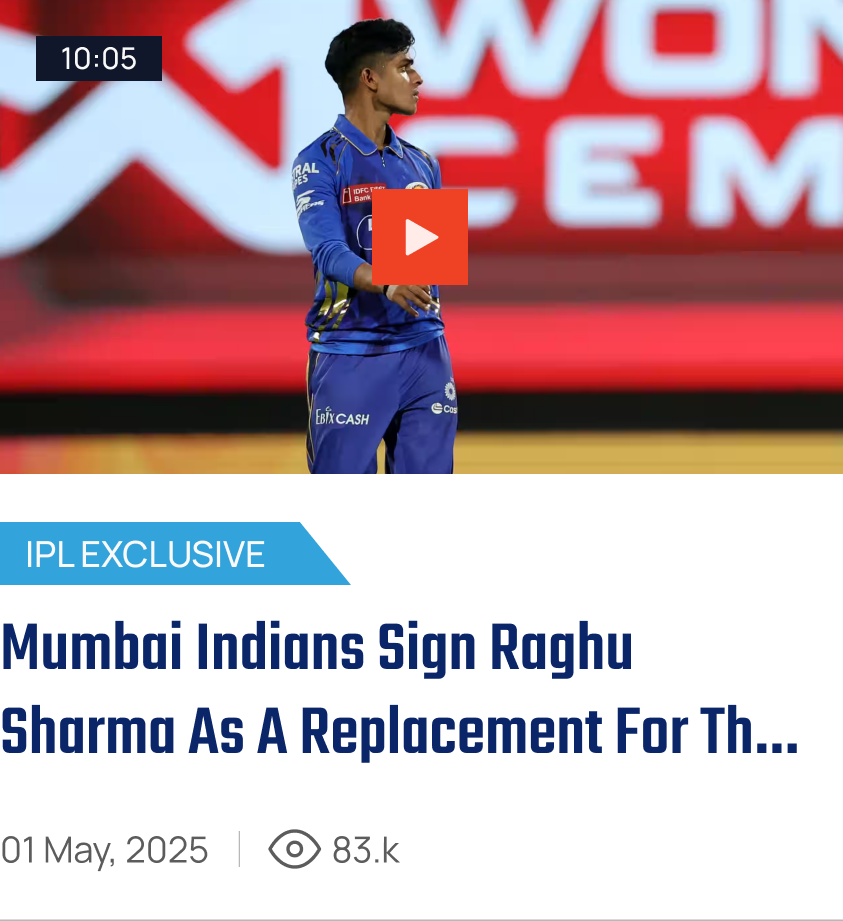 10:05
WON
CEM
IDFC FIRST
Bank
EbixCASH
IPL EXCLUSIVE
Mumbai Indians Sign Raghu
Sharma As A Replacement For Th...
01 May, 2025
83.k